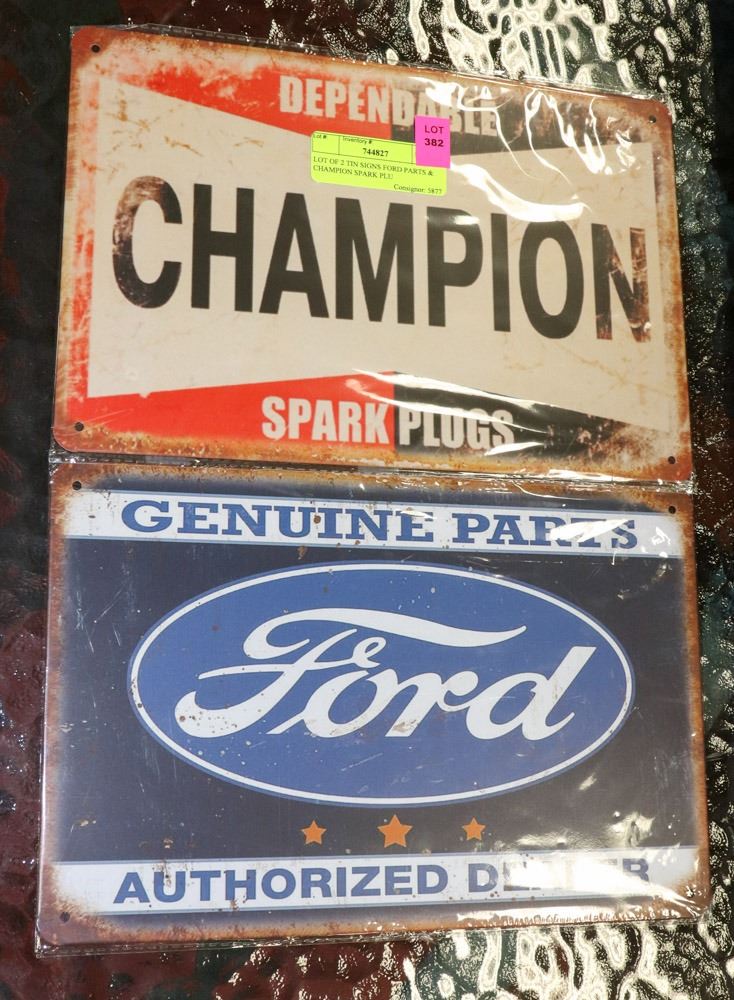 DEPENDABLE
LOT
382
Lot # Inventory #
744827
LOT OF 2 TIN SIGNS FORD PARTS &
CHAMPION SPARK PLU
Consignor: 5877
CHAMPION
SPARK PLUGS
GENUINE PARTS
Ford
AUTHORIZED DEALER